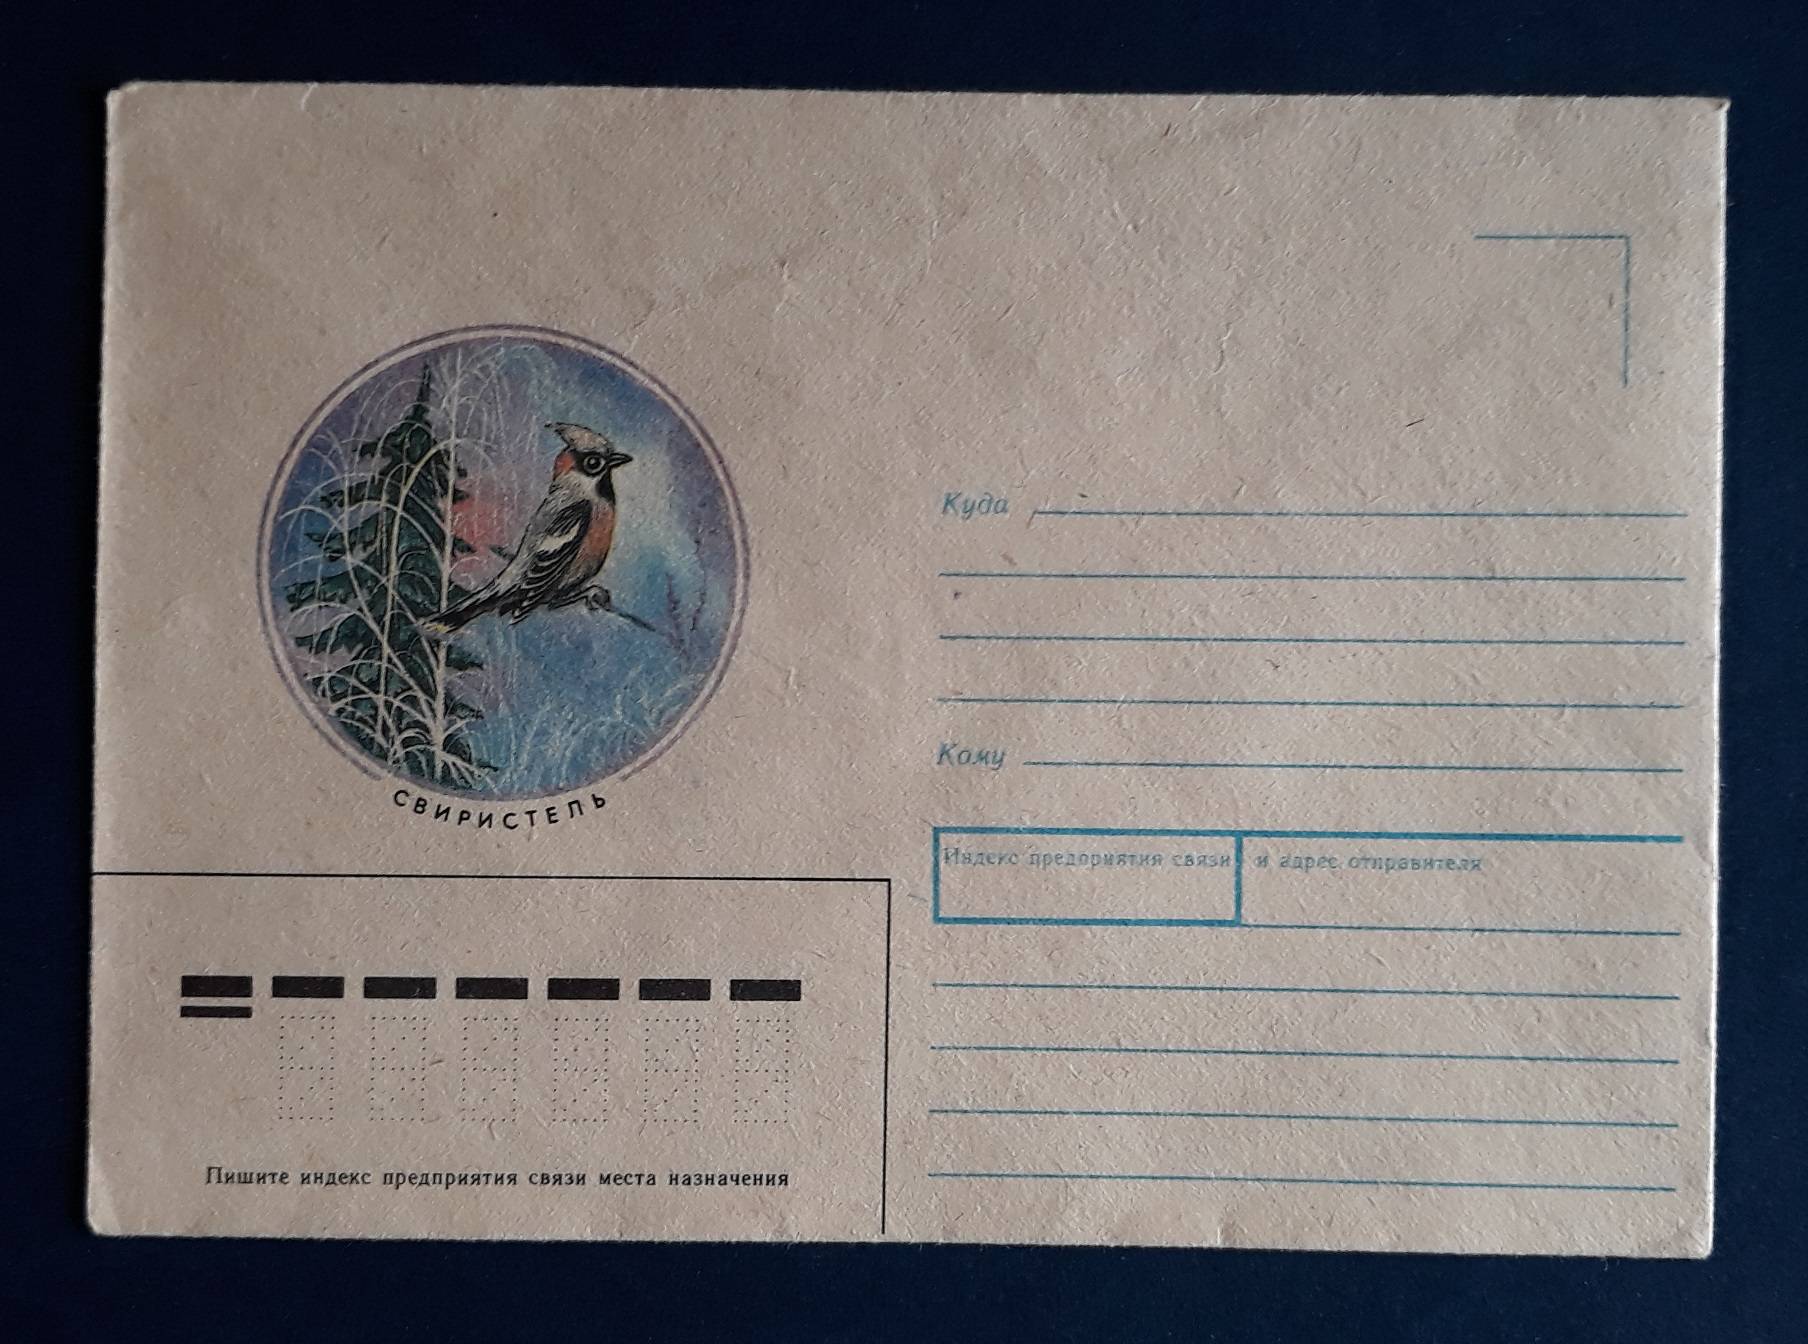 СВИРИСТЕЛЬ
Куда
Кому
Индекс предприятия связи и адрес отправителя
Пишите индекс предприятия связи места назначения